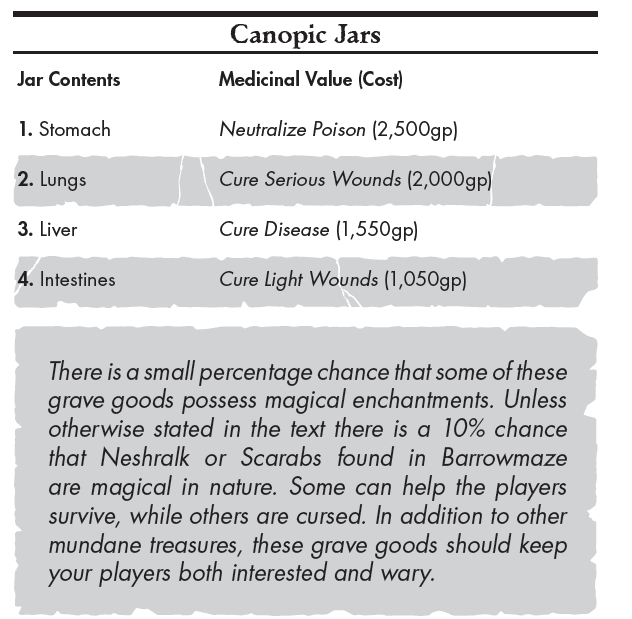 Canopic Jars
Jar Contents Medicinal Value (Cost)
1. Stomach Neutralize Poison (2,500gp)
2. Lungs Cure Serious Wounds (2,000gp)
3. Liver Cure Disease (1,550gp)
4. Intestines Cure Light Wounds (1,050gp)
There is a small percentage chance that some of these
grave goods possess magical enchantments. Unless
otherwise stated in the text there is a 10% chance
that Neshralk or Scarabs found in Barrowmaze
are magical in nature. Some can help the players
survive, while others are cursed. In addition to other
mundane treasures, these grave goods should keep
your players both interested and wary.